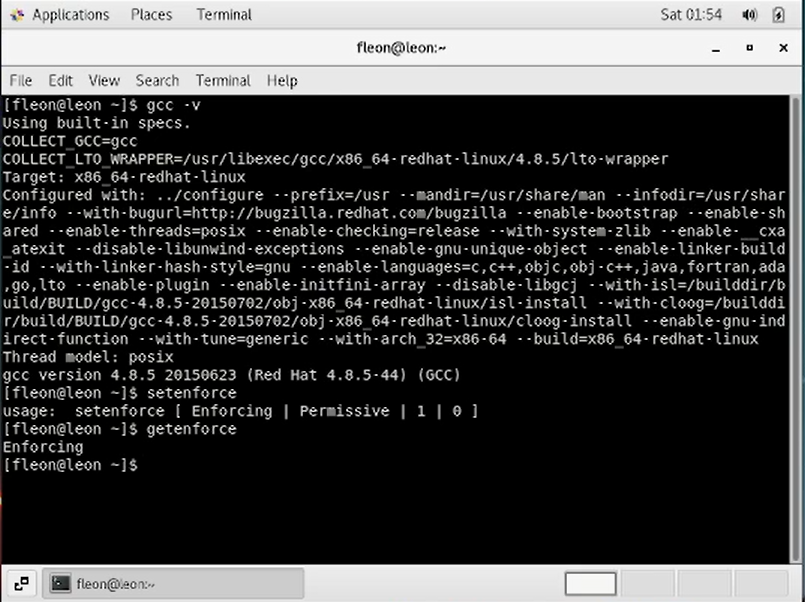 Applications Places Terminal Sat 01:54
fleon@leon:~
File Edit View Search Terminal Help
[fleon@leon ~]$ gcc -v
Using built-in specs.
COLLECT_GCC=gcc
COLLECT_LTO_WRAPPER=/usr/libexec/gcc/x86_64-redhat-linux/4.8.5/lto-wrapper
Target: x86_64-redhat-linux
Configured with: ../configure --prefix=/usr --mandir=/usr/share/man --infodir=/usr/shar
e/info --with-bugurl=http://bugzilla.redhat.com/bugzilla --enable-bootstrap --enable-sh
ared --enable-threads=posix --enable-checking=release --with-system-zlib --enable-__cxa
_atexit --disable-libunwind-exceptions --enable-gnu-unique-object --enable-linker-build
-id --with-linker-hash-style=gnu --enable-languages=c,c++,objc,obj-c++,java,fortran,ada
,go,lto --enable-plugin --enable-initfini-array --disable-libgcj --with-isl=/builddir/b
uild/BUILD/gcc-4.8.5-20150702/obj-x86_64-redhat-linux/isl-install --with-cloog=/builddi
r/build/BUILD/gcc-4.8.5-20150702/obj-x86_64-redhat-linux/cloog-install --enable-gnu-ind
irect-function --with-tune=generic --with-arch_32=x86-64 --build=x86_64-redhat-linux
Thread model: posix
gcc version 4.8.5 20150623 (Red Hat 4.8.5-44) (GCC)
[fleon@leon ~]$ setenforce
usage:  setenforce [ Enforcing | Permissive | 1 | 0 ]
[fleon@leon ~]$ getenforce
Enforcing
[fleon@leon ~]$
fleon@leon:~